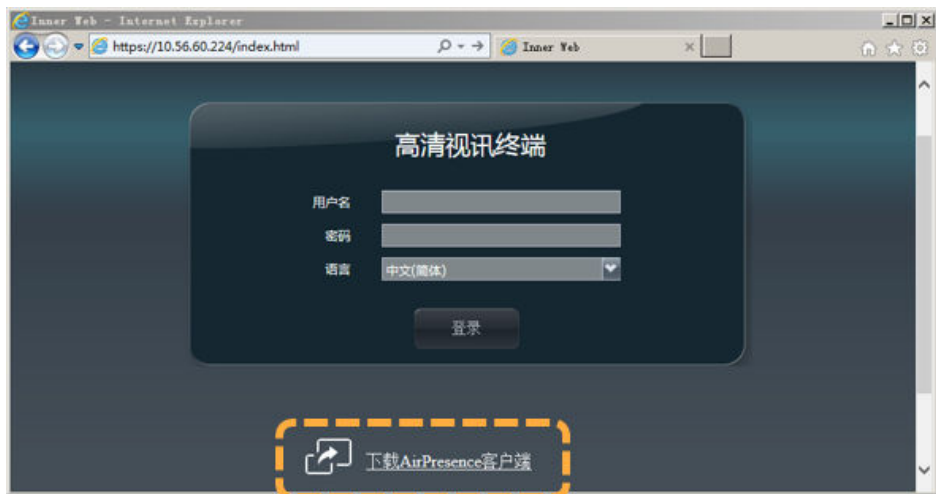 Inner Web - Internet Explorer
https://10.56.60.224/index.html
Inner Web
高清视讯终端
用户名
密码
语言 中文(简体)
登录
下载AirPresence客户端